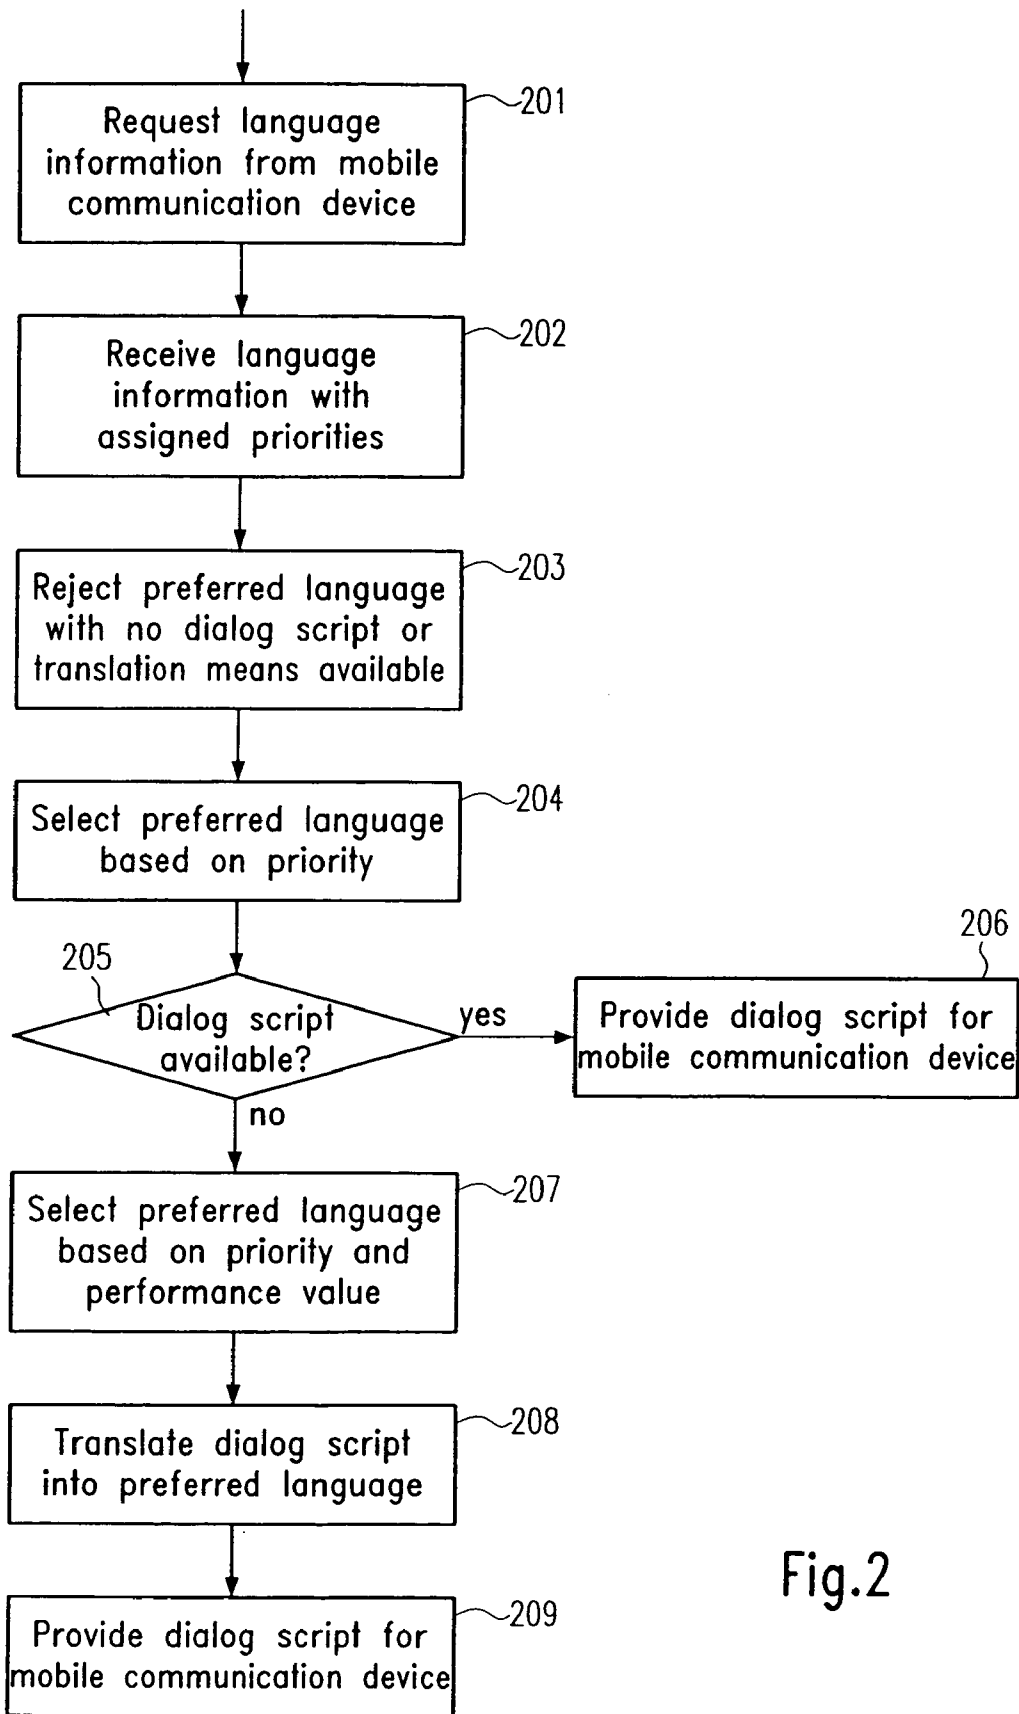 201
Request language
information from mobile
communication device
202
Receive language
information with
assigned priorities
203
Reject preferred language
with no dialog script or
translation means available
204
Select preferred language
based on priority
205
Dialog script
available?
yes
206
Provide dialog script for
mobile communication device
no
207
Select preferred language
based on priority and
performance value
208
Translate dialog script
into preferred language
209
Provide dialog script for
mobile communication device
Fig.2